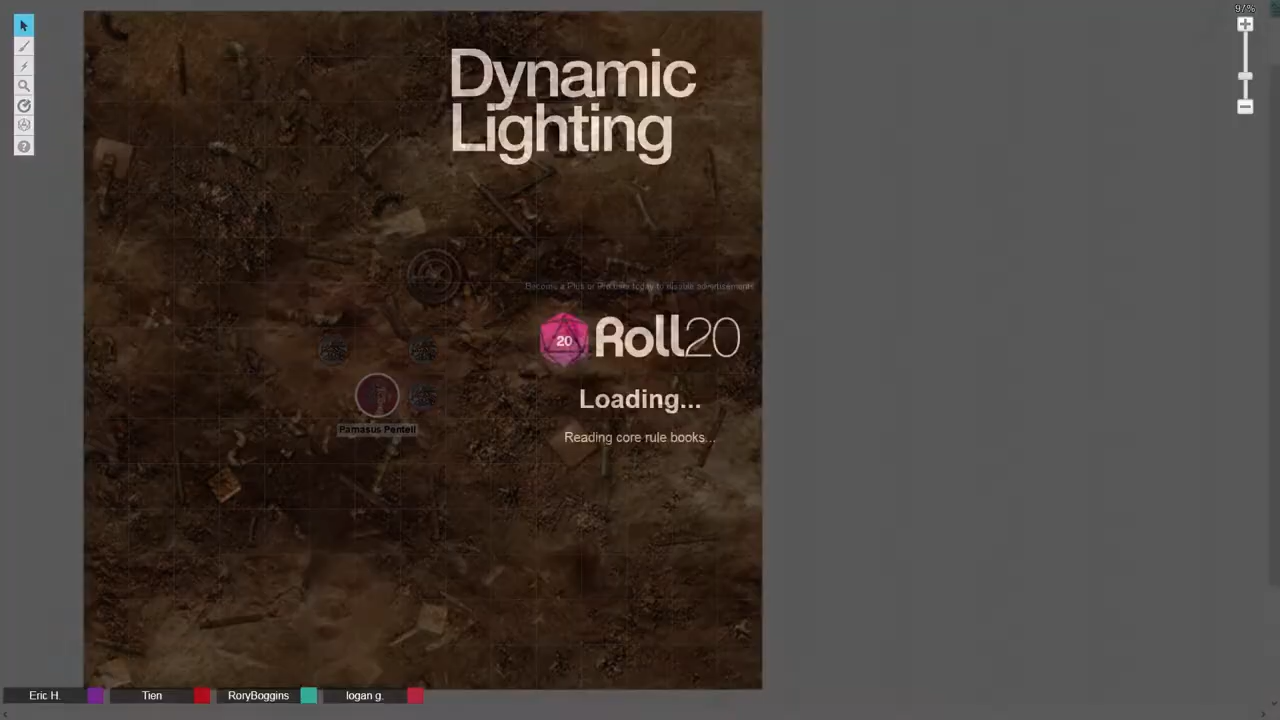 97%
Dynamic
Lighting
Become a Plus or Pro user today to disable advertisements
20
Roll20
Loading...
Reading core rule books...
Parnasus Pentell
Eric H.
Tien
RoryBoggins
logan g.